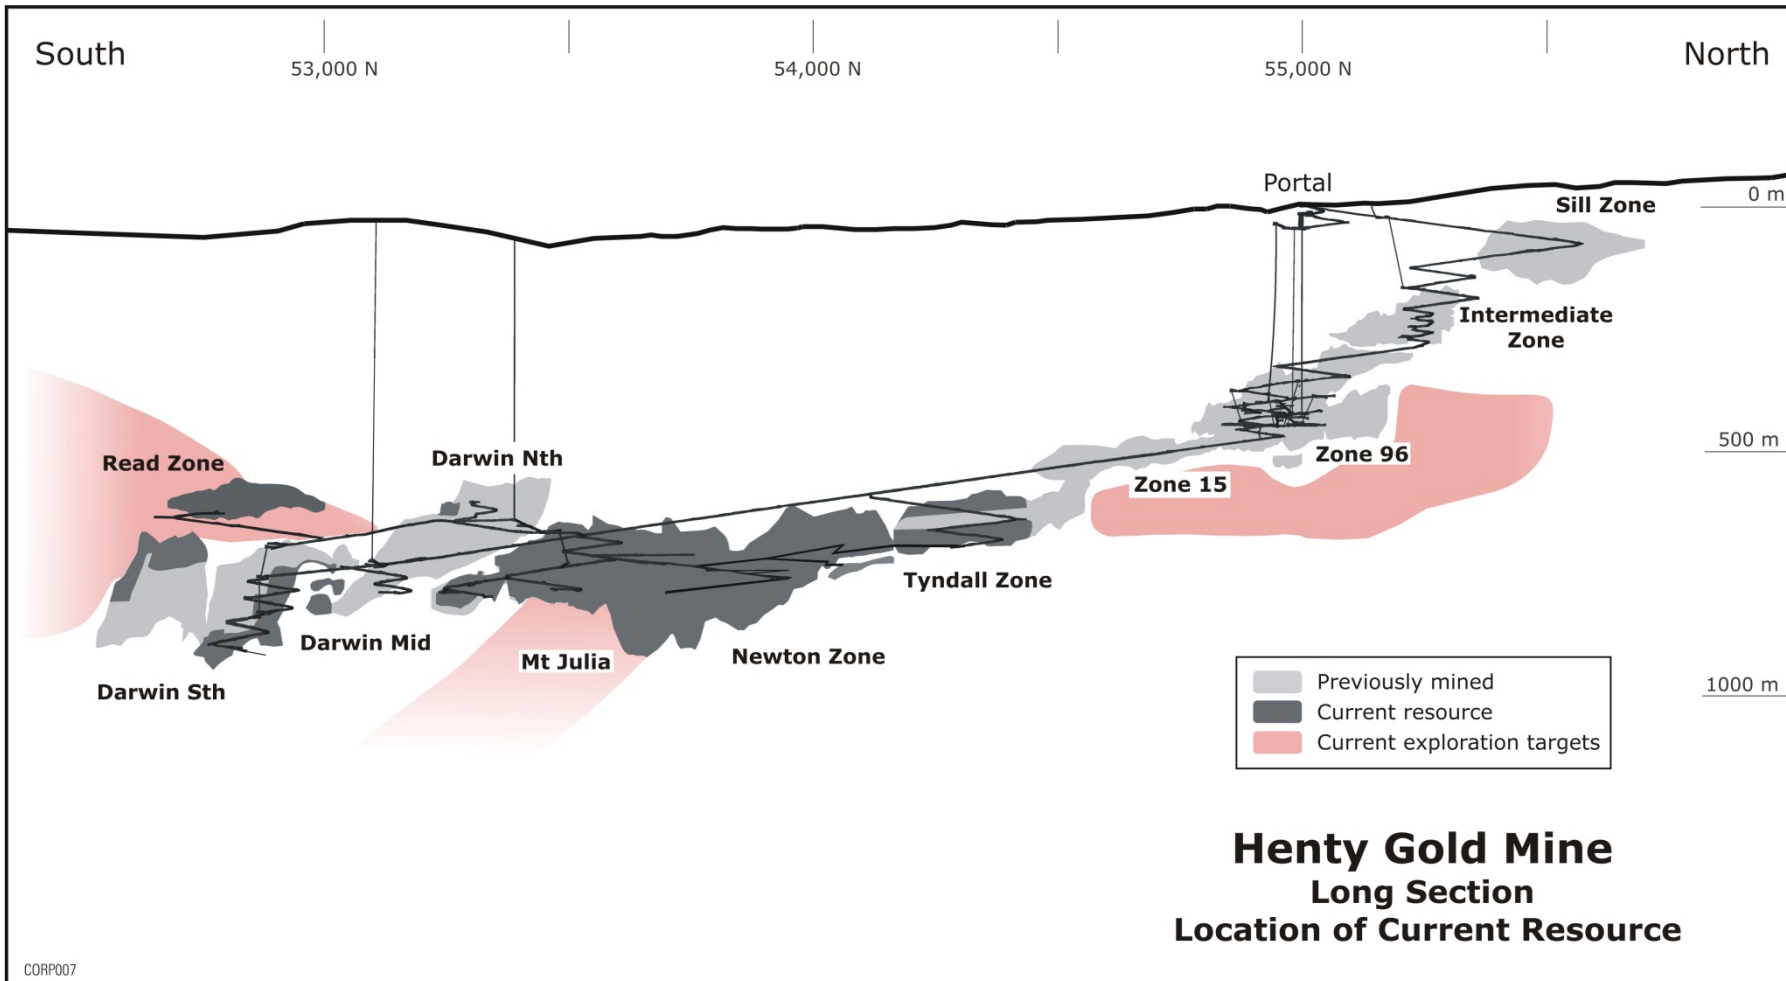 South
53,000 N
54,000 N
55,000 N
North
Portal
0 m
Sill Zone
Intermediate
Zone
500 m
Read Zone
Darwin Nth
Zone 96
Zone 15
Tyndall Zone
Darwin Mid
Mt Julia
Newton Zone
Darwin Sth
Previously mined
Current resource
Current exploration targets
1000 m
Henty Gold Mine
Long Section
Location of Current Resource
CORP007